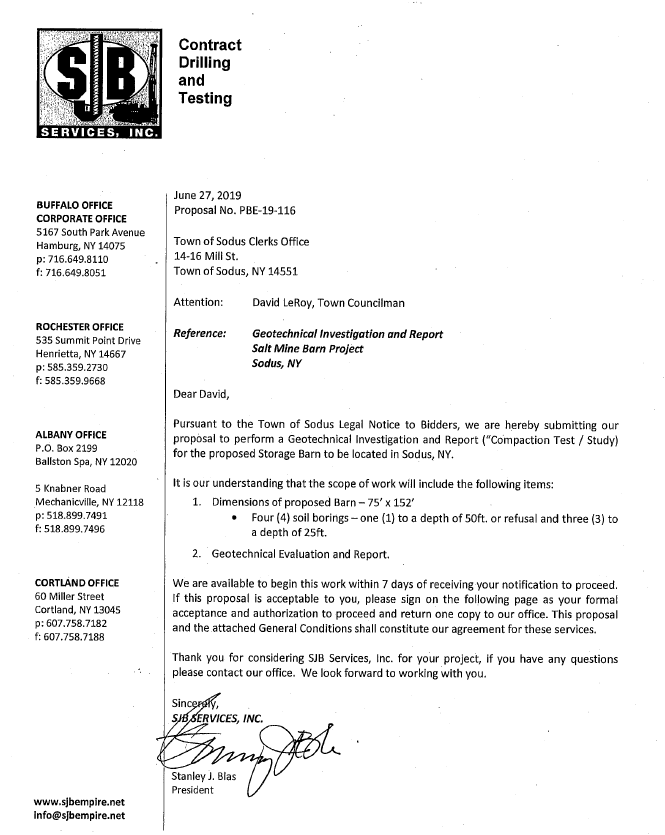 SJB
SERVICES, INC.
Contract
Drilling
and
Testing
BUFFALO OFFICE
CORPORATE OFFICE
5167 South Park Avenue
Hamburg, NY 14075
p: 716.649.8110
f: 716.649.8051
ROCHESTER OFFICE
535 Summit Point Drive
Henrietta, NY 14667
p: 585.359.2730
f: 585.359.9668
ALBANY OFFICE
P.O. Box 2199
Ballston Spa, NY 12020
5 Knabner Road
Mechanicville, NY 12118
p: 518.899.7491
f: 518.899.7496
CORTLAND OFFICE
60 Miller Street
Cortland, NY 13045
p: 607.758.7182
f: 607.758.7188
www.sjbempire.net
info@sjbempire.net
June 27, 2019
Proposal No. PBE-19-116
Town of Sodus Clerks Office
14-16 Mill St.
Town of Sodus, NY 14551
Attention: David LeRoy, Town Councilman
Reference: Geotechnical Investigation and Report
Salt Mine Barn Project
Sodus, NY
Dear David,
Pursuant to the Town of Sodus Legal Notice to Bidders, we are hereby submitting our
proposal to perform a Geotechnical Investigation and Report ("Compaction Test / Study)
for the proposed Storage Barn to be located in Sodus, NY.
It is our understanding that the scope of work will include the following items:
1. Dimensions of proposed Barn – 75' x 152'
• Four (4) soil borings – one (1) to a depth of 50ft. or refusal and three (3) to
a depth of 25ft.
2. Geotechnical Evaluation and Report.
We are available to begin this work within 7 days of receiving your notification to proceed.
If this proposal is acceptable to you, please sign on the following page as your formal
acceptance and authorization to proceed and return one copy to our office. This proposal
and the attached General Conditions shall constitute our agreement for these services.
Thank you for considering SJB Services, Inc. for your project, if you have any questions
please contact our office. We look forward to working with you.
Sincerely,
SJB SERVICES, INC.
Stanley J. Blas
President